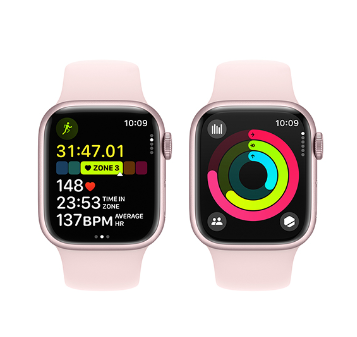 10:09
31:47.01
ZONE 3
148
23:53 TIME IN ZONE
137BPM AVERAGE HR
10:09